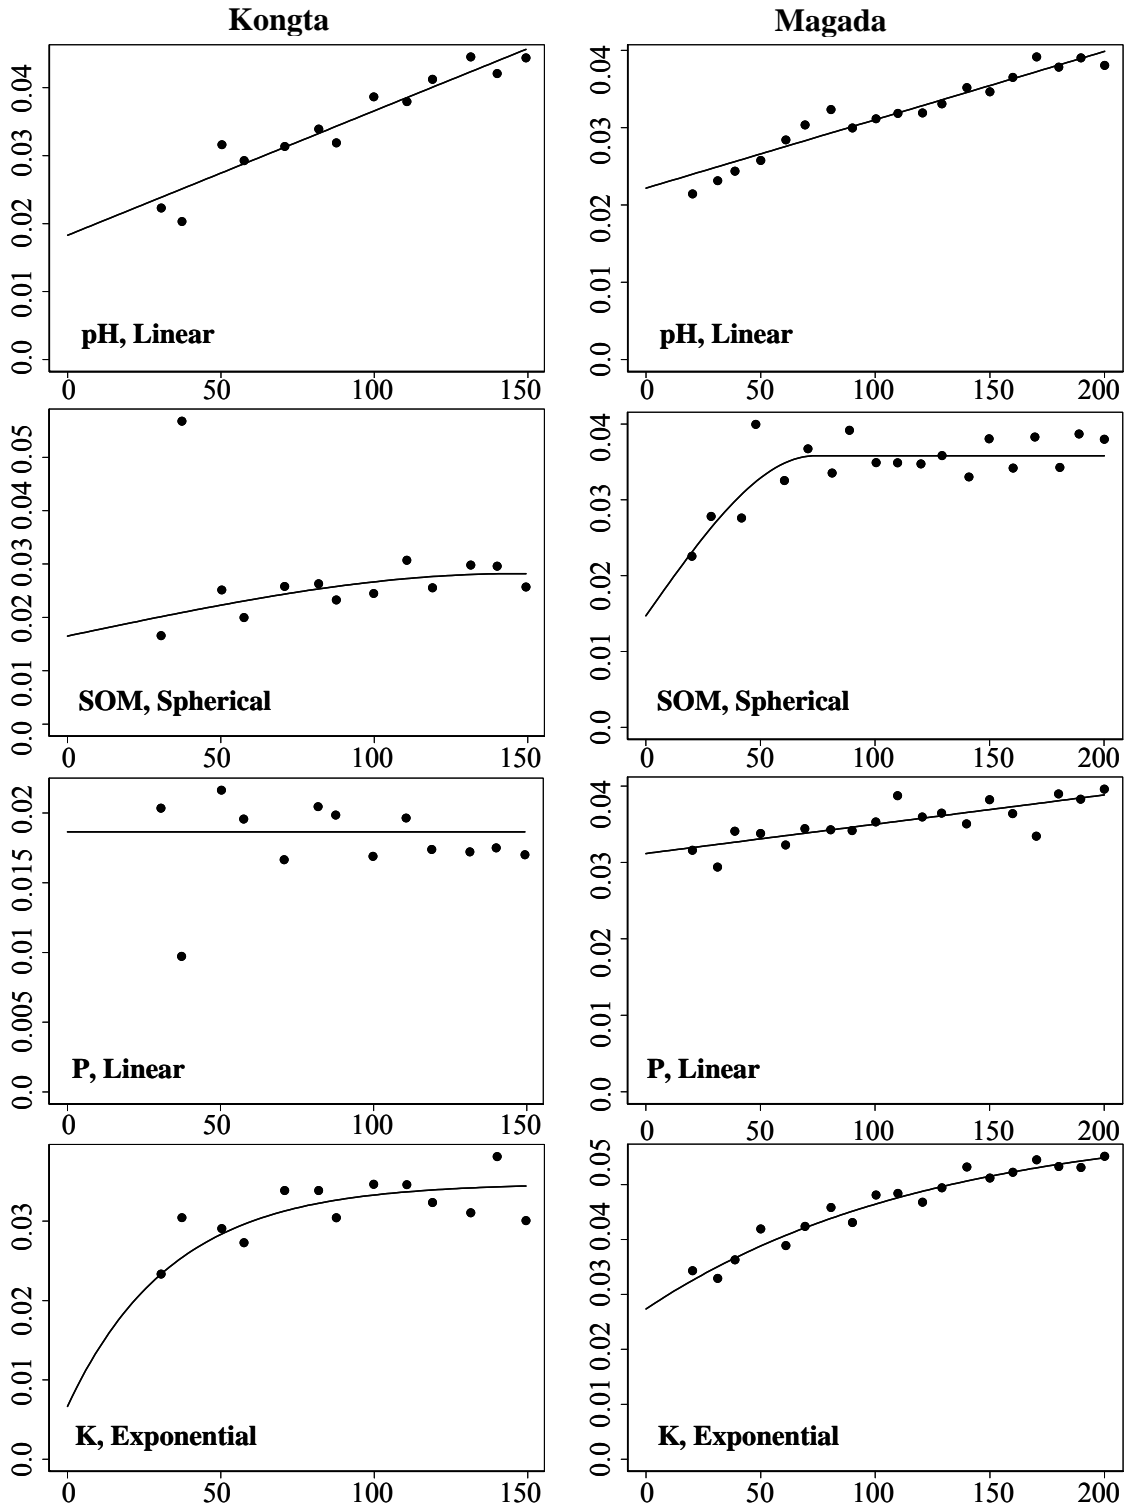 Kongta
Magada
0.0 0.01 0.02 0.03 0.04
pH, Linear
0 50 100 150
0.0 0.01 0.02 0.03 0.04
pH, Linear
0 50 100 150 200
0.0 0.01 0.02 0.03 0.04 0.05
SOM, Spherical
0 50 100 150
0.0 0.01 0.02 0.03 0.04
SOM, Spherical
0 50 100 150 200
0.0 0.005 0.01 0.015 0.02
P, Linear
0 50 100 150
0.0 0.01 0.02 0.03 0.04
P, Linear
0 50 100 150 200
0.0 0.01 0.02 0.03
K, Exponential
0 50 100 150
0.0 0.01 0.02 0.03 0.04 0.05
K, Exponential
0 50 100 150 200